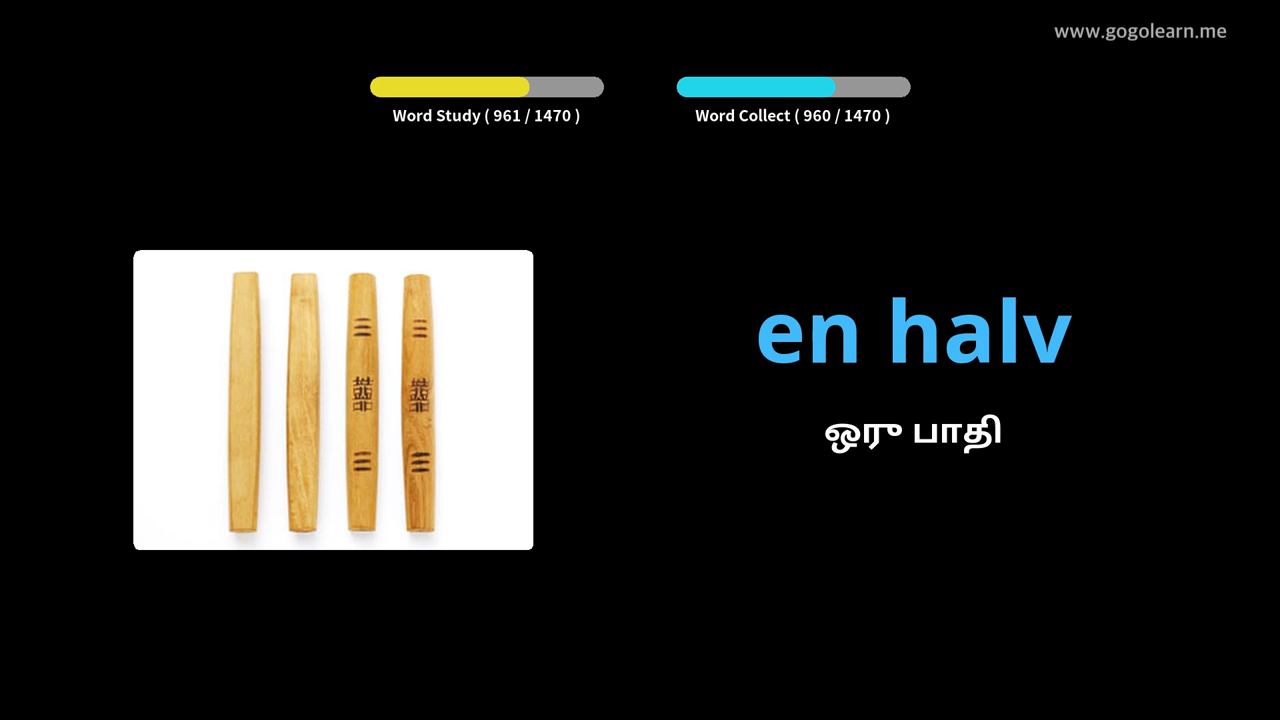 www.gogolearn.me
Word Study ( 961 / 1470 )
Word Collect ( 960 / 1470 )
en halv
ஒரு பாதி